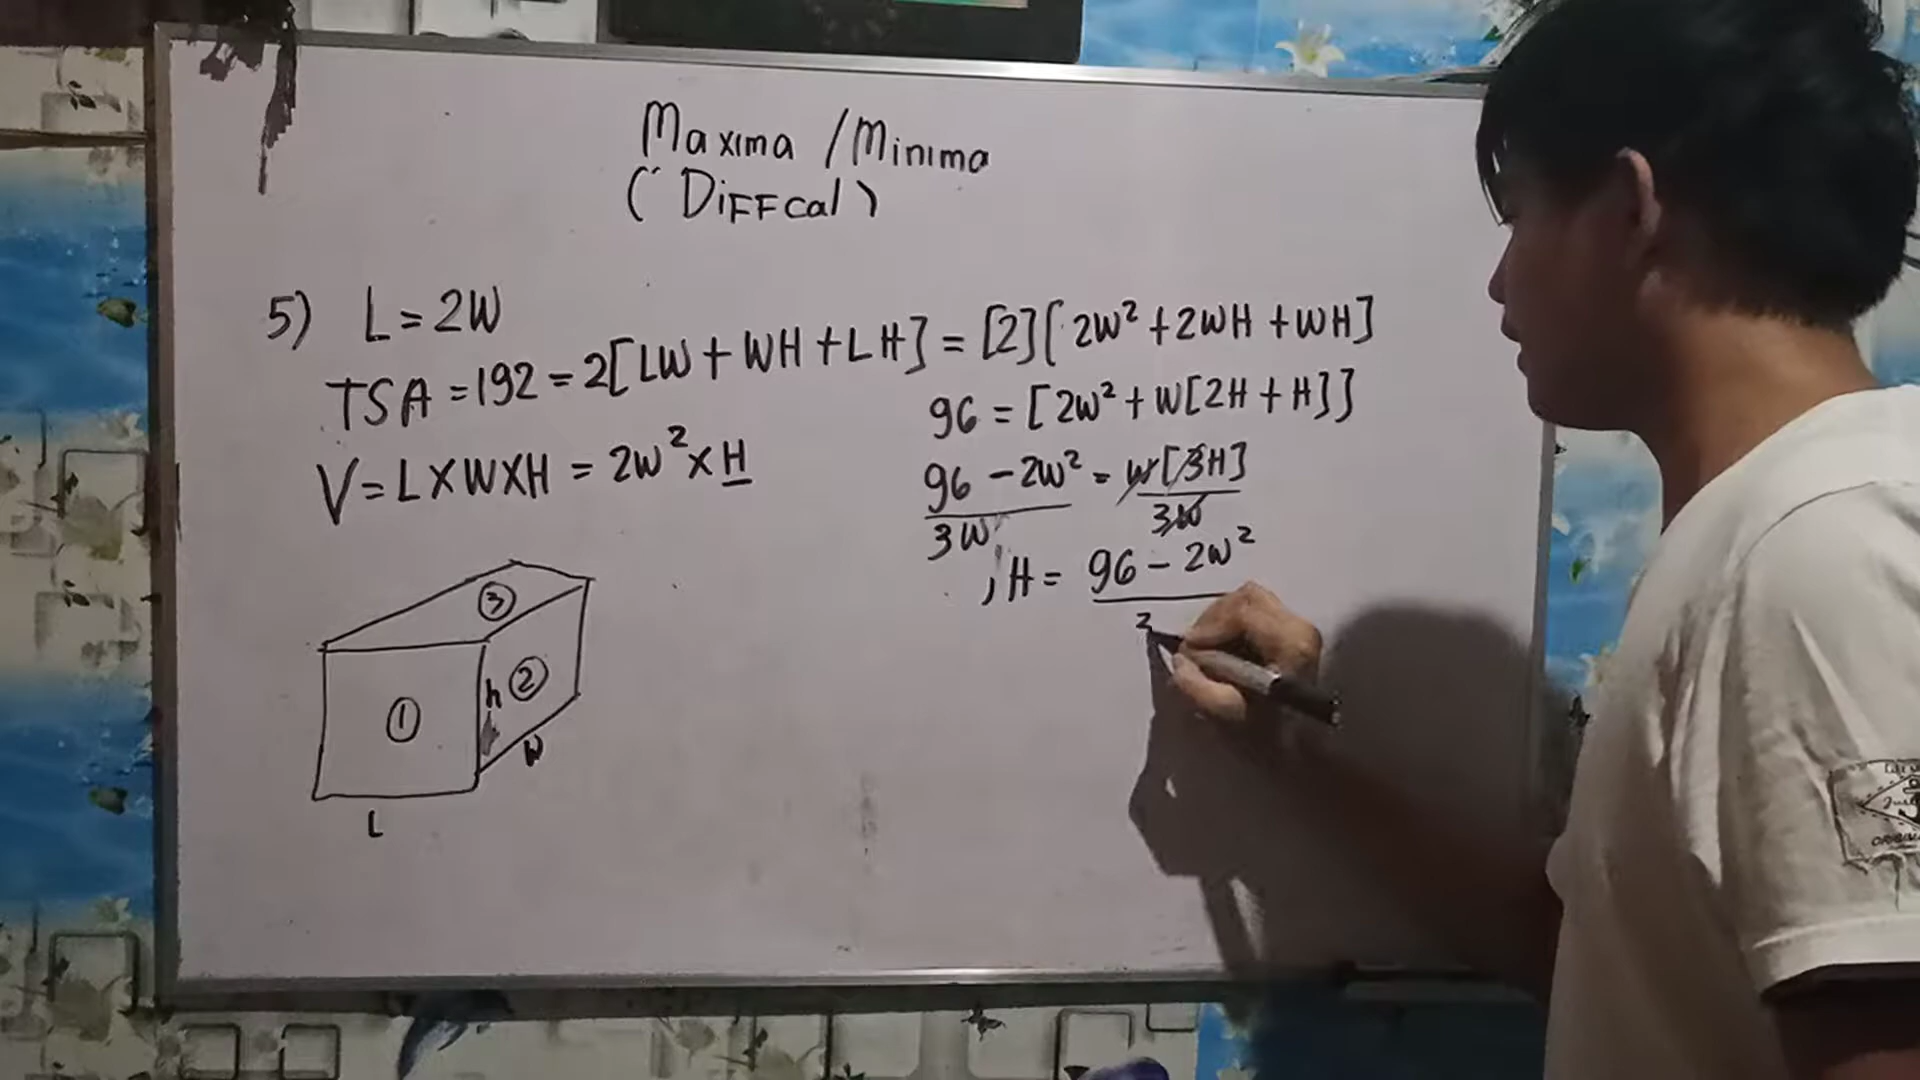 Maxima / Minima
(Diffcal)
5) L = 2W
TSA = 192 = 2[LW + WH + LH] = [2][2W² + 2WH + WH]
96 = [2W² + W[2H + H]]
V = L X W X H = 2W² X H
96 - 2W² = W[3H]
3W 3W
; H = 96 - 2W²
3
③
h ②
①
W
L